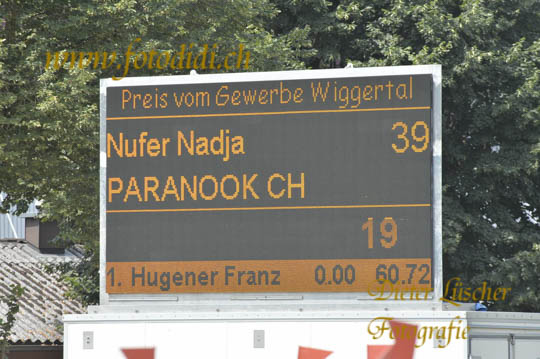 www.fotodidi.ch
Preis vom Gewerbe Wiggertal
Nufer Nadja 39
PARANOOK CH
19
1. Hugener Franz 0.00 60.72
Dieter Lüscher
Fotografie